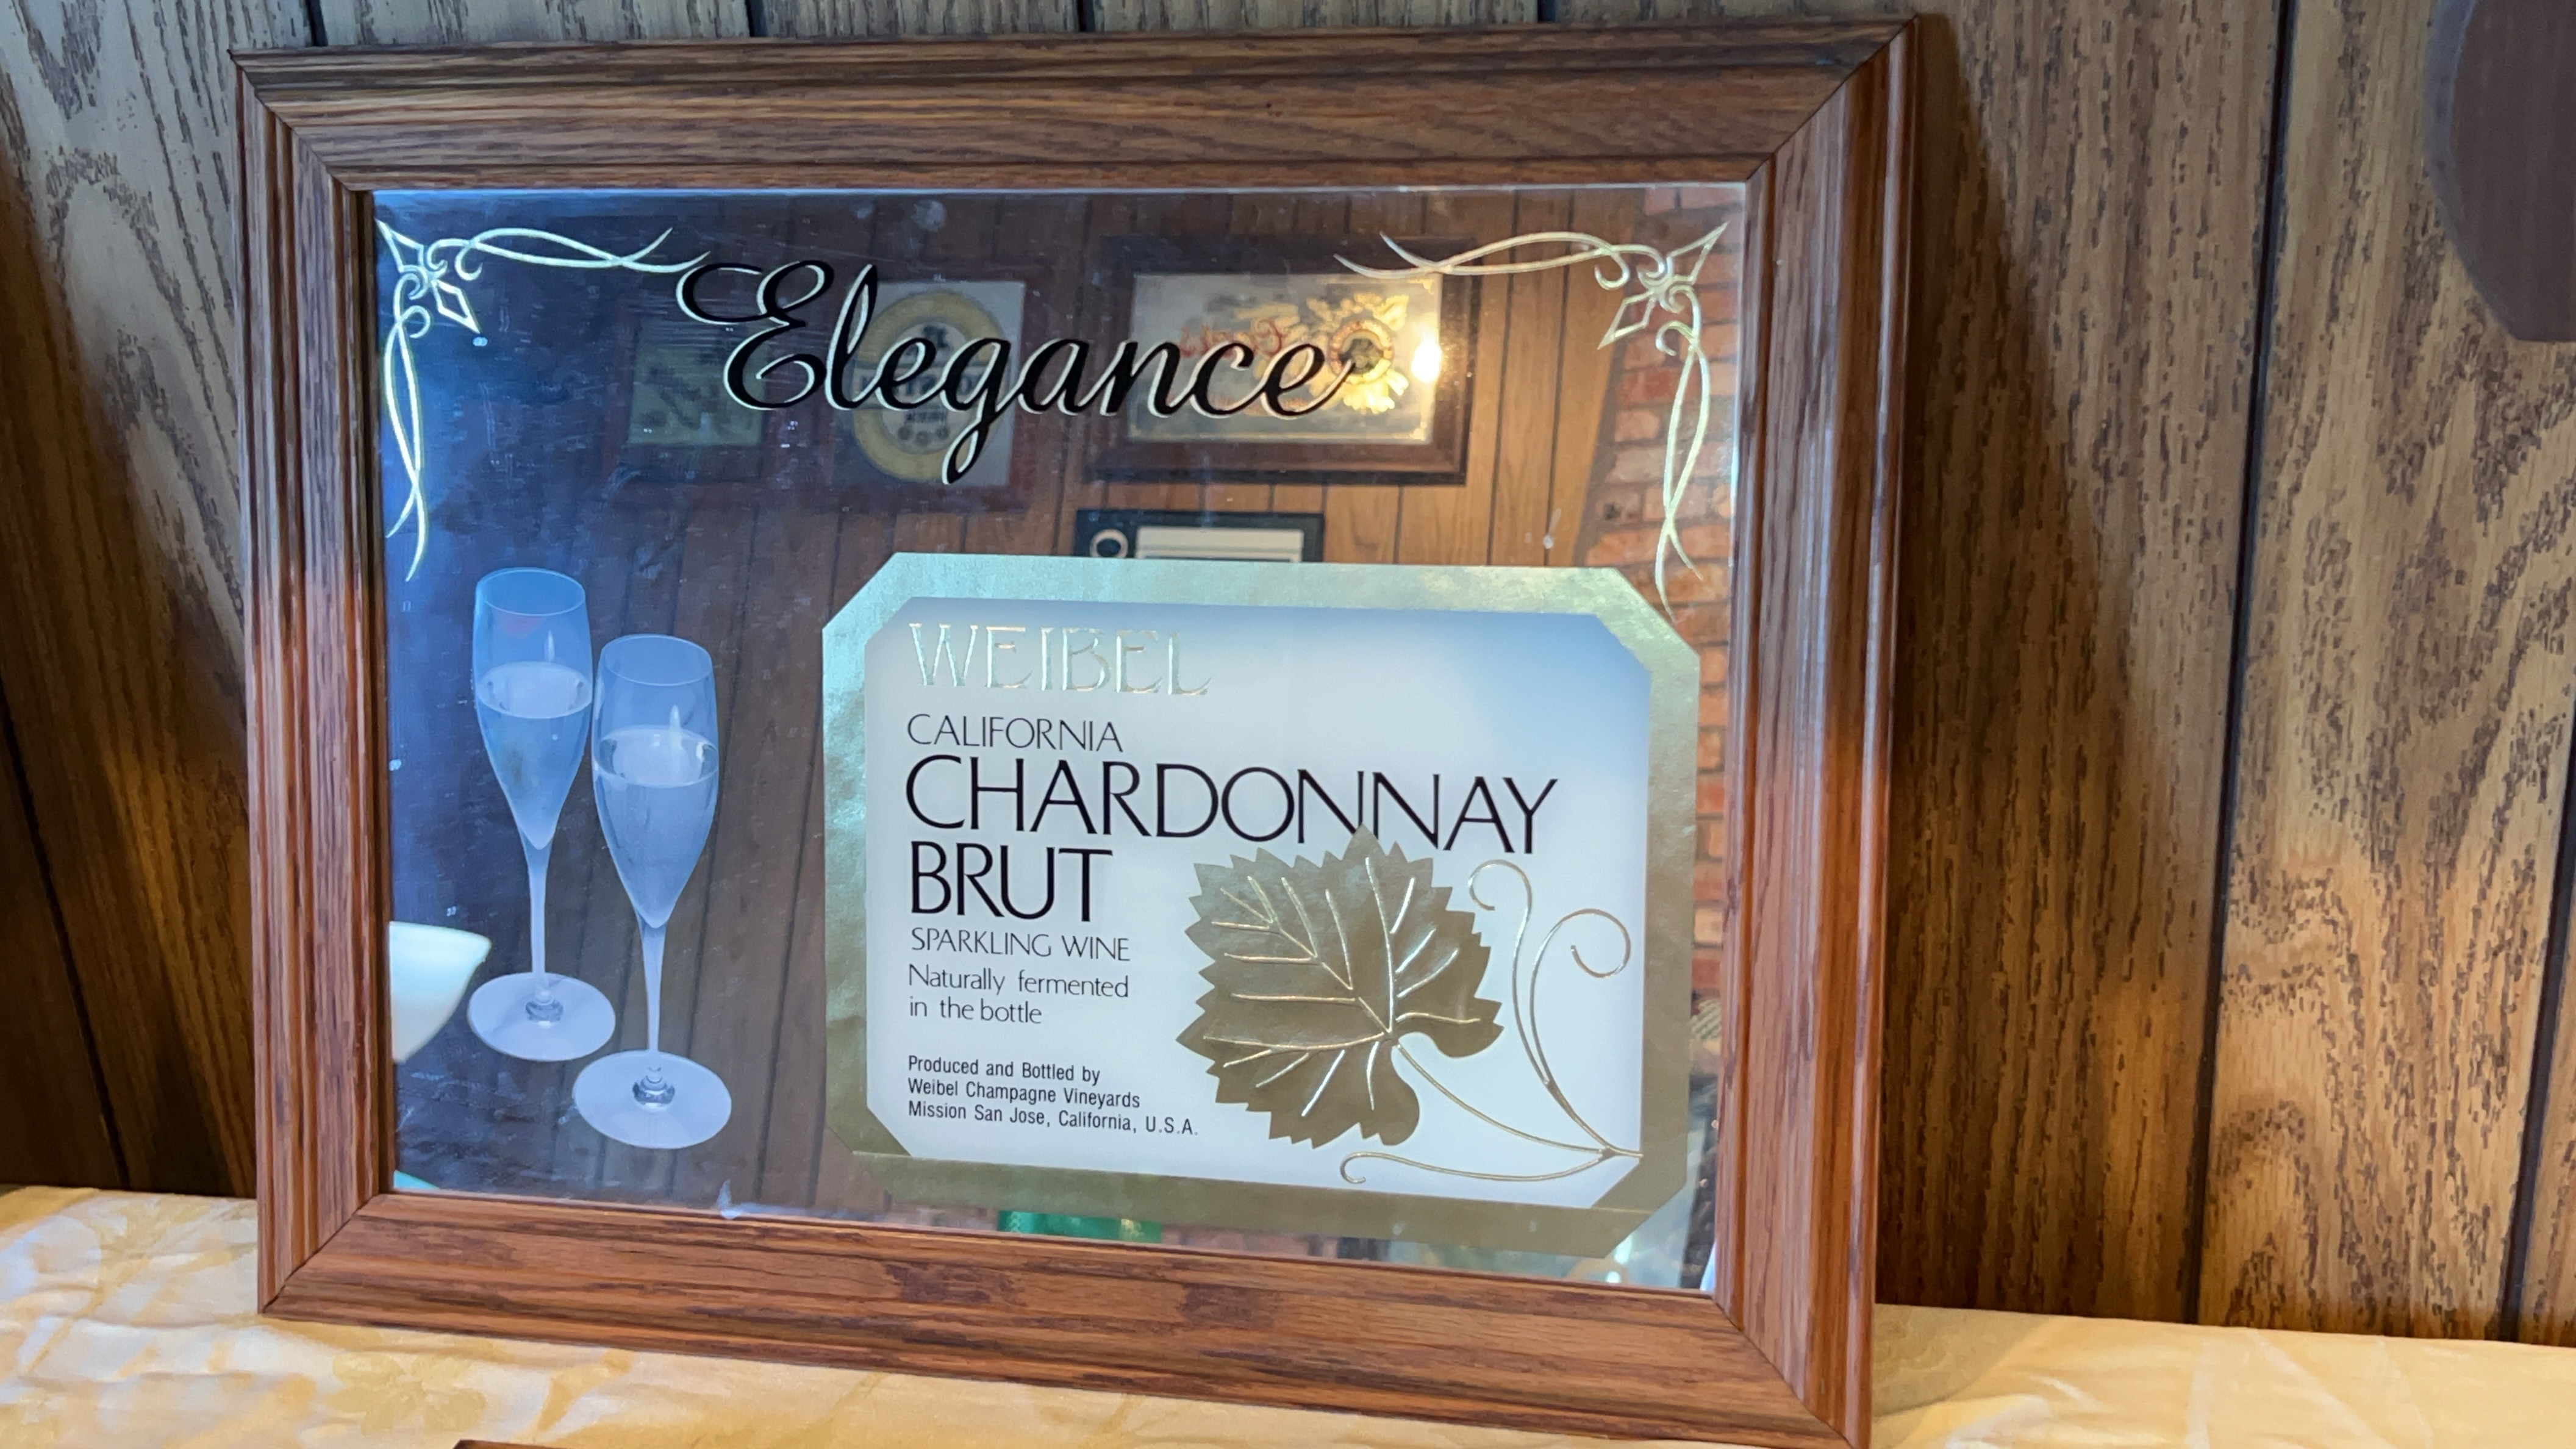 Elegance
WEIBEL
CALIFORNIA
CHARDONNAY
BRUT
SPARKLING WINE
Naturally fermented
in the bottle
Produced and Bottled by
Weibel Champagne Vineyards
Mission San Jose, California, U.S.A.